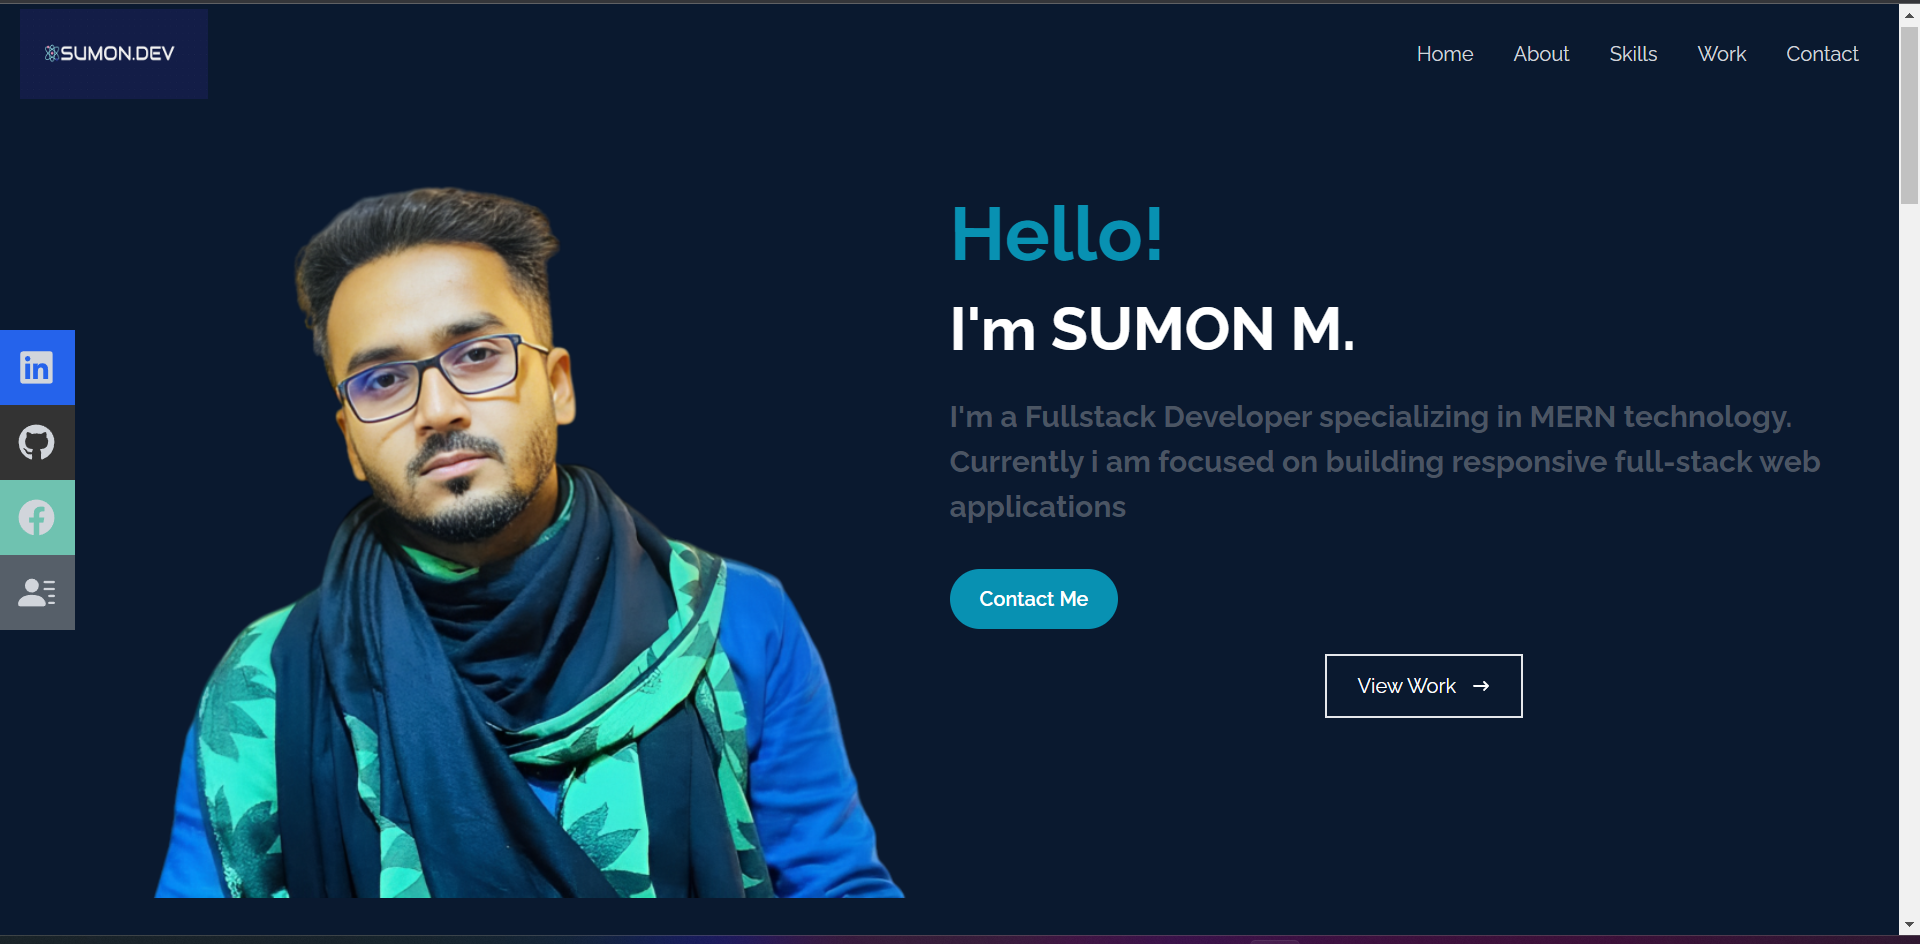 SUMON.DEV
Home
About
Skills
Work
Contact
Hello!
I'm SUMON M.
I'm a Fullstack Developer specializing in MERN technology.
Currently i am focused on building responsive full-stack web
applications
Contact Me
View Work →
in